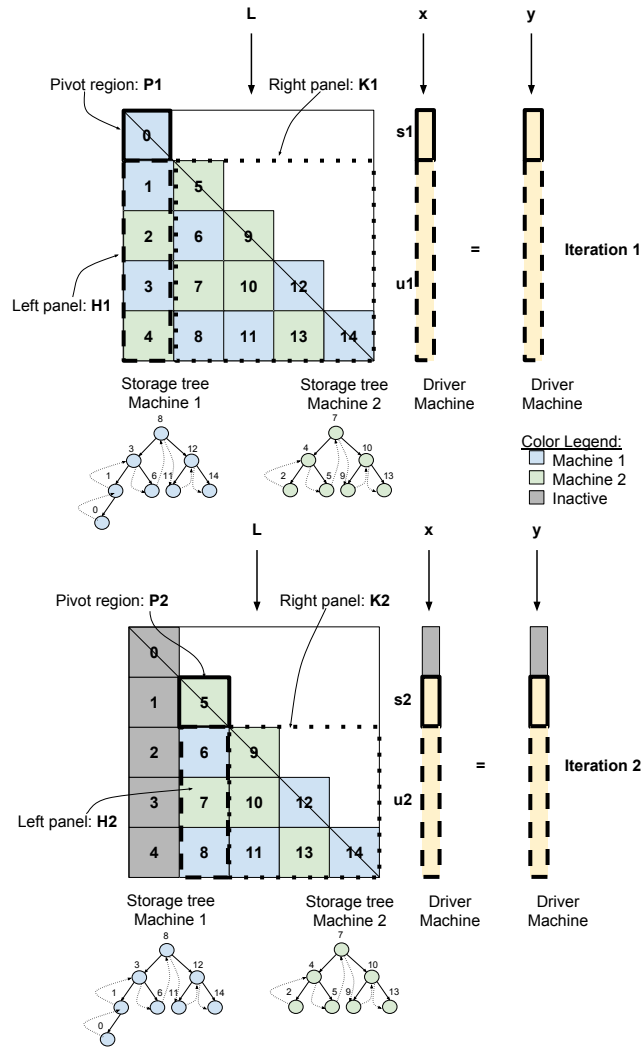 L x y
Pivot region: P1 Right panel: K1
0 s1
1 5
2 6 9
= Iteration 1
3 7 10 12 u1
Left panel: H1
4 8 11 13 14
Storage tree Storage tree Driver Driver
Machine 1 Machine 2 Machine Machine
8 7
3 12 4 10
1 6 11 14 2 5 9 13
0
Color Legend:
Machine 1
Machine 2
Inactive
L x y
Pivot region: P2 Right panel: K2
0
1 5 s2
2 6 9
= Iteration 2
3 7 10 12 u2
Left panel: H2
4 8 11 13 14
Storage tree Storage tree Driver Driver
Machine 1 Machine 2 Machine Machine
8 7
3 12 4 10
1 6 11 14 2 5 9 13
0